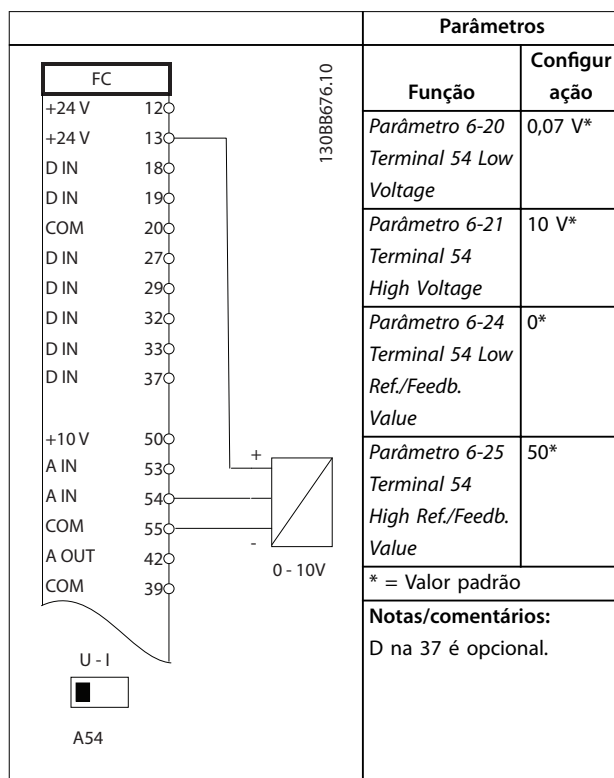 FC
+24 V 12
+24 V 13
D IN 18
D IN 19
COM 20
D IN 27
D IN 29
D IN 32
D IN 33
D IN 37
+10 V 50
A IN 53
A IN 54
COM 55
A OUT 42
COM 39
U - I
A54
+
-
0 - 10V
130BB676.10
Parâmetros
Função
Configur
ação
Parâmetro 6-20 0,07 V*
Terminal 54 Low
Voltage
Parâmetro 6-21 10 V*
Terminal 54
High Voltage
Parâmetro 6-24 0*
Terminal 54 Low
Ref./Feedb.
Value
Parâmetro 6-25 50*
Terminal 54
High Ref./Feedb.
Value
* = Valor padrão
Notas/comentários:
D na 37 é opcional.